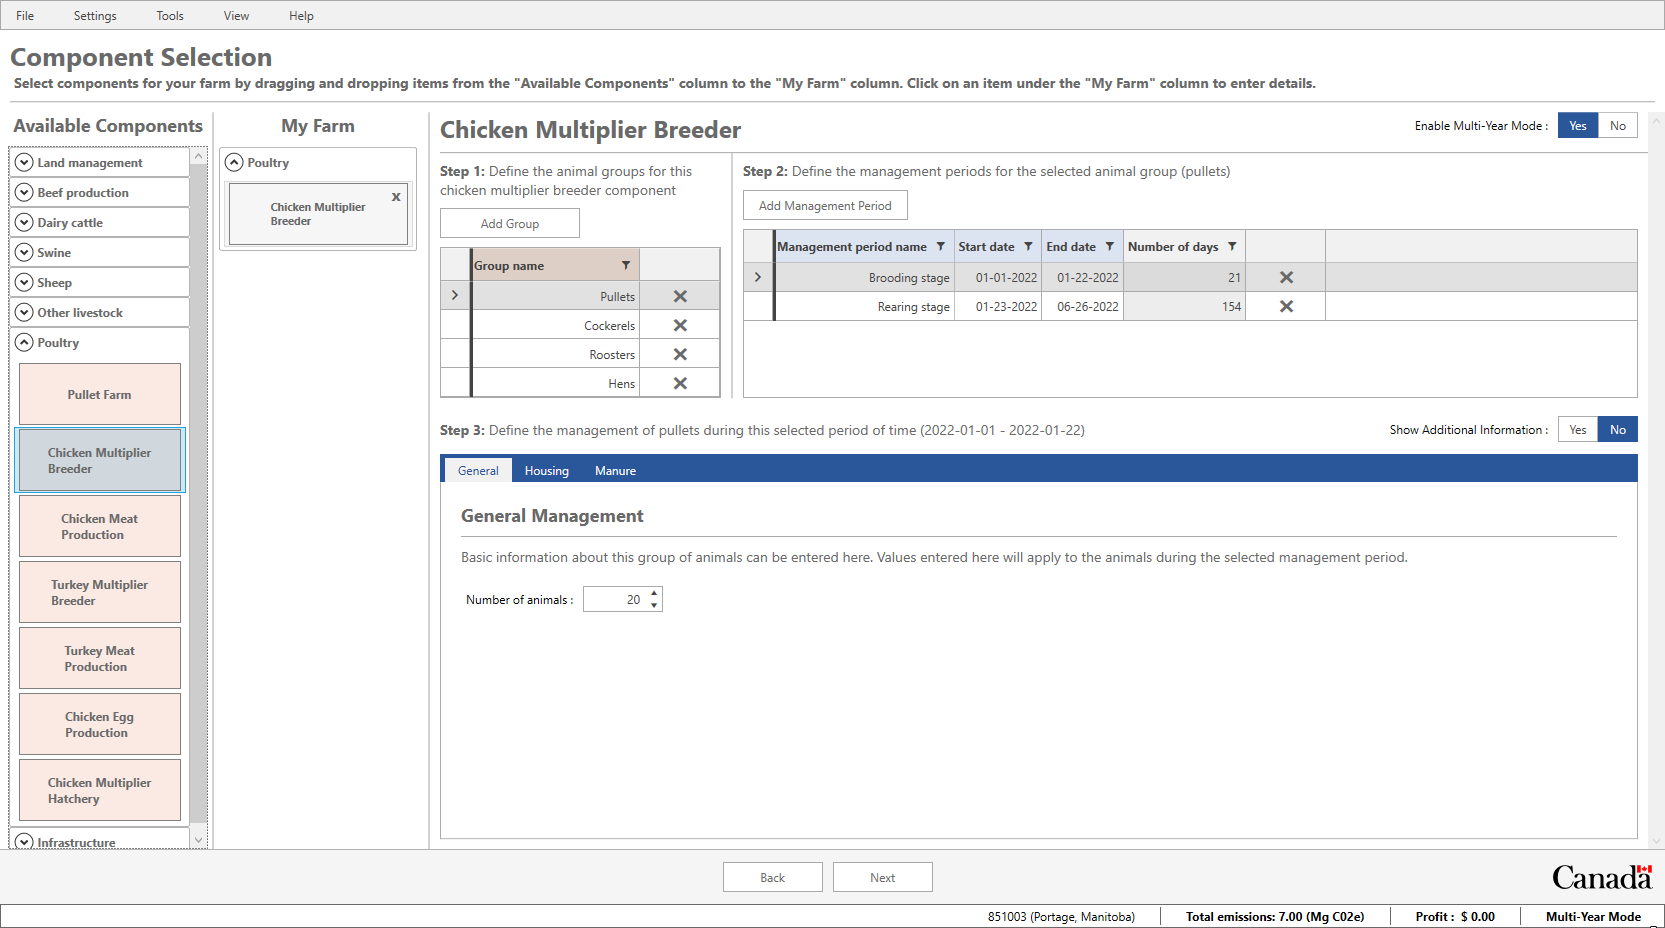 File Settings Tools View Help
Component Selection
Select components for your farm by dragging and dropping items from the "Available Components" column to the "My Farm" column. Click on an item under the "My Farm" column to enter details.
Available Components
Land management
Beef production
Dairy cattle
Swine
Sheep
Other livestock
Poultry
Pullet Farm
Chicken Multiplier
Breeder
Chicken Meat
Production
Turkey Multiplier
Breeder
Turkey Meat
Production
Chicken Egg
Production
Chicken Multiplier
Hatchery
Infrastructure
My Farm
Poultry
Chicken Multiplier
Breeder
x
Chicken Multiplier Breeder
Enable Multi-Year Mode : Yes No
Step 1: Define the animal groups for this
chicken multiplier breeder component
Add Group
Group name
Pullets
Cockerels
Roosters
Hens
Step 2: Define the management periods for the selected animal group (pullets)
Add Management Period
Management period name Start date End date Number of days
Brooding stage 01-01-2022 01-22-2022 21
Rearing stage 01-23-2022 06-26-2022 154
Step 3: Define the management of pullets during this selected period of time (2022-01-01 - 2022-01-22)
Show Additional Information : Yes No
General Housing Manure
General Management
Basic information about this group of animals can be entered here. Values entered here will apply to the animals during the selected management period.
Number of animals : 20
Back Next
Canada
851003 (Portage, Manitoba) Total emissions: 7.00 (Mg C02e) Profit : $ 0.00 Multi-Year Mode